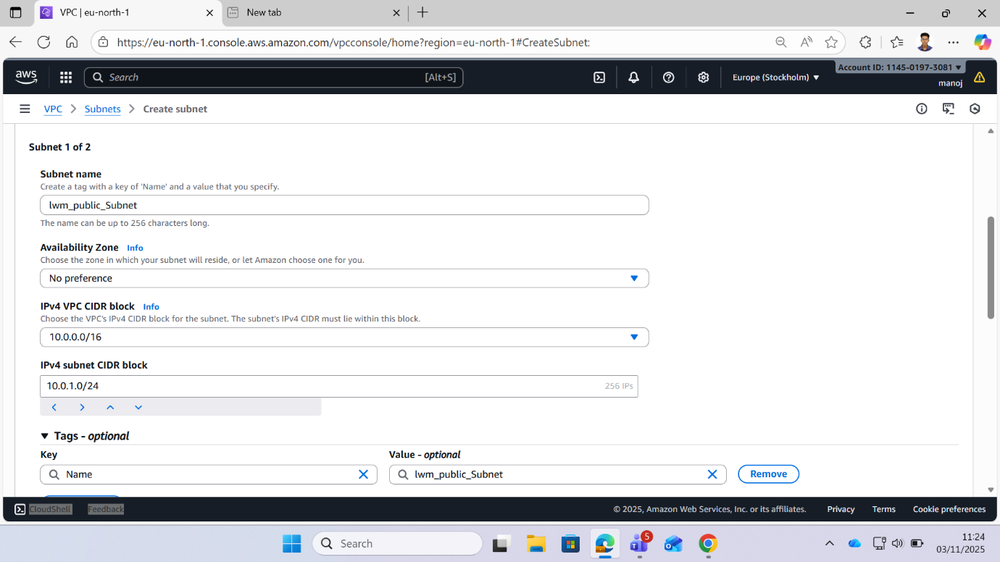 VPC | eu-north-1
New tab
https://eu-north-1.console.aws.amazon.com/vpcconsole/home?region=eu-north-1#CreateSubnet:
aws
Search [Alt+S]
Europe (Stockholm)
Account ID: 1145-0197-3081
manoj
VPC > Subnets > Create subnet
Subnet 1 of 2
Subnet name
Create a tag with a key of 'Name' and a value that you specify.
lwm_public_Subnet
The name can be up to 256 characters long.
Availability Zone Info
Choose the zone in which your subnet will reside, or let Amazon choose one for you.
No preference
IPv4 VPC CIDR block Info
Choose the VPC's IPv4 CIDR block for the subnet. The subnet's IPv4 CIDR must lie within this block.
10.0.0.0/16
IPv4 subnet CIDR block
10.0.1.0/24 256 IPs
Tags - optional
Key Value - optional
Name lwm_public_Subnet Remove
CloudShell Feedback © 2025, Amazon Web Services, Inc. or its affiliates. Privacy Terms Cookie preferences
Search
5
11:24
03/11/2025